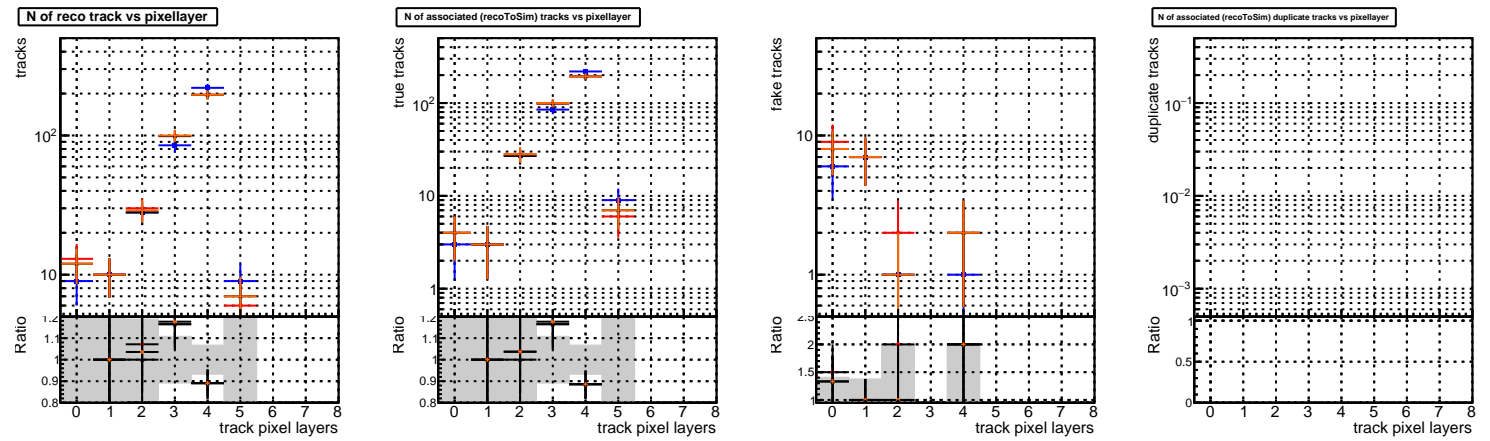 N of reco track vs pixellayer
tracks
10²
10
Ratio
1.2
1.1
1
0.9
0.8
0 1 2 3 4 5 6 7 8
track pixel layers
N of associated (recoToSim) tracks vs pixellayer
true tracks
10²
10
1
Ratio
1.2
1.1
1
0.9
0.8
0 1 2 3 4 5 6 7 8
track pixel layers
fake tracks
10
1
Ratio
2.5
2
1.5
1
0 1 2 3 4 5 6 7 8
track pixel layers
N of associated (recoToSim) duplicate tracks vs pixellayer
duplicate tracks
10⁻¹
10⁻²
10⁻³
Ratio
1
0.5
0
0 1 2 3 4 5 6 7 8
track pixel layers